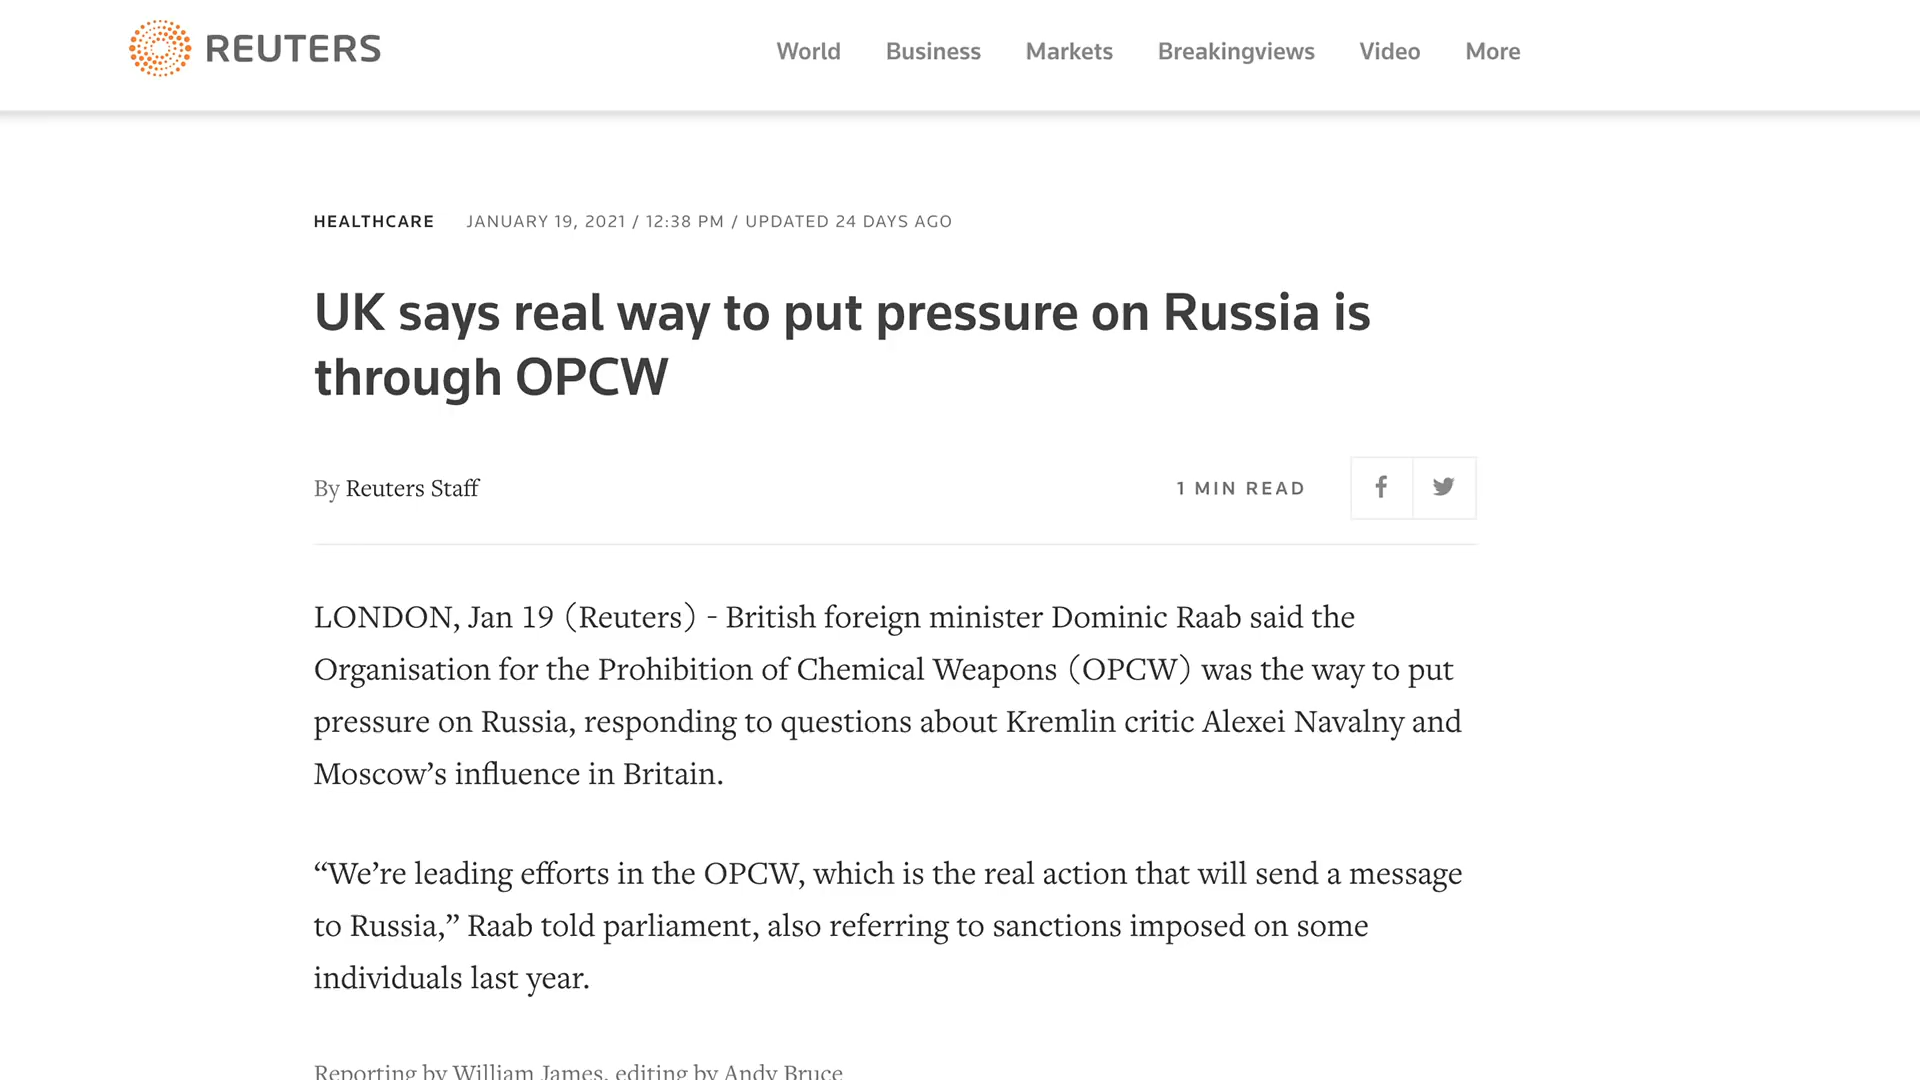 REUTERS
World Business Markets Breakingviews Video More
HEALTHCARE JANUARY 19, 2021 / 12:38 PM / UPDATED 24 DAYS AGO
UK says real way to put pressure on Russia is
through OPCW
By Reuters Staff
1 MIN READ
LONDON, Jan 19 (Reuters) - British foreign minister Dominic Raab said the
Organisation for the Prohibition of Chemical Weapons (OPCW) was the way to put
pressure on Russia, responding to questions about Kremlin critic Alexei Navalny and
Moscow’s influence in Britain.
“We’re leading efforts in the OPCW, which is the real action that will send a message
to Russia,” Raab told parliament, also referring to sanctions imposed on some
individuals last year.
Reporting by William James, editing by Andy Bruce